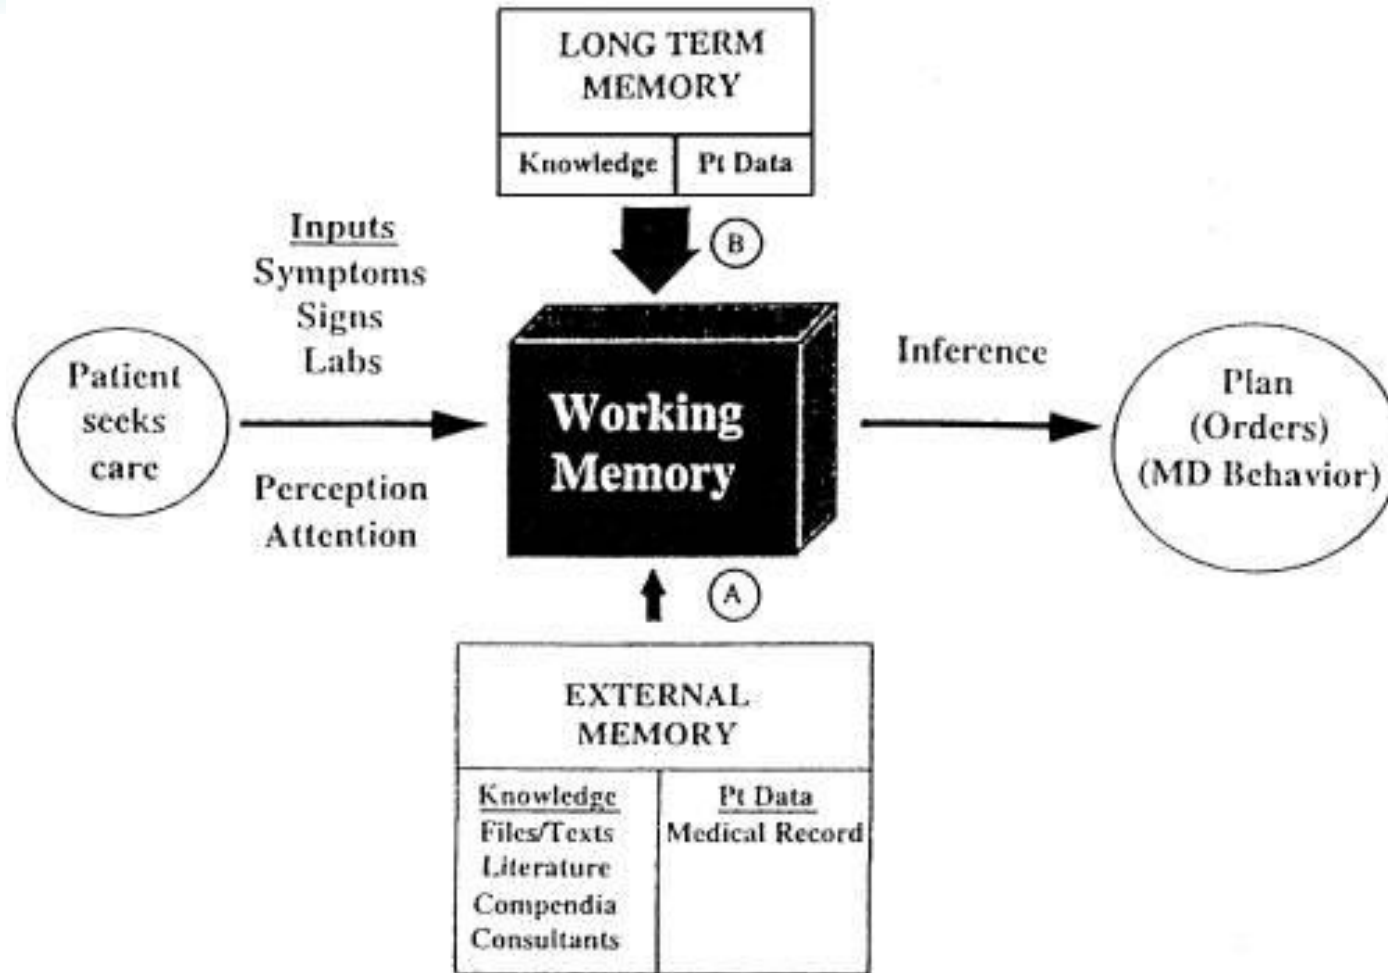 LONG TERM
MEMORY
Knowledge
Pt Data
B
Inputs
Symptoms
Signs
Labs
Patient
seeks
care
Perception
Attention
Working
Memory
Inference
Plan
(Orders)
(MD Behavior)
A
EXTERNAL
MEMORY
Knowledge
Files/Texts
Literature
Compendia
Consultants
Pt Data
Medical Record